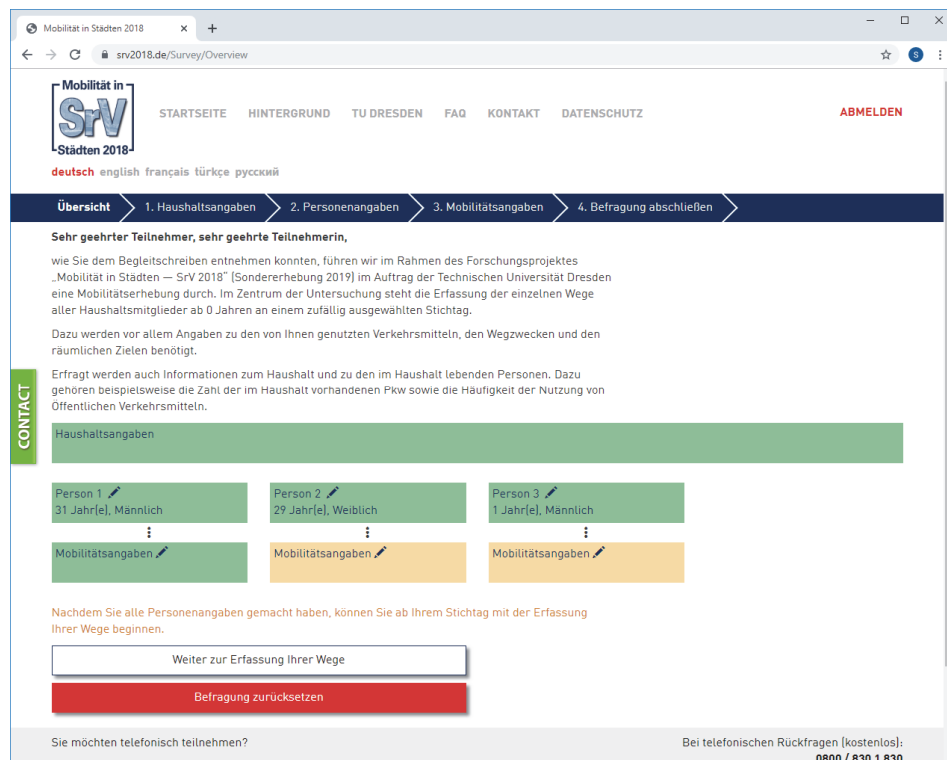 Mobilität in Städten 2018
srv2018.de/Survey/Overview
S
Mobilität in
SrV
Städten 2018
STARTSEITE HINTERGRUND TU DRESDEN FAQ KONTAKT DATENSCHUTZ
ABMELDEN
deutsch english français türkçe русский
Übersicht 1. Haushaltsangaben 2. Personenangaben 3. Mobilitätsangaben 4. Befragung abschließen
Sehr geehrter Teilnehmer, sehr geehrte Teilnehmerin,
wie Sie dem Begleitschreiben entnehmen konnten, führen wir im Rahmen des Forschungsprojektes
„Mobilität in Städten — SrV 2018“ (Sondererhebung 2019) im Auftrag der Technischen Universität Dresden
eine Mobilitätserhebung durch. Im Zentrum der Untersuchung steht die Erfassung der einzelnen Wege
aller Haushaltsmitglieder ab 0 Jahren an einem zufällig ausgewählten Stichtag.
Dazu werden vor allem Angaben zu den von Ihnen genutzten Verkehrsmitteln, den Wegzwecken und den
räumlichen Zielen benötigt.
Erfragt werden auch Informationen zum Haushalt und zu den im Haushalt lebenden Personen. Dazu
gehören beispielsweise die Zahl der im Haushalt vorhandenen Pkw sowie die Häufigkeit der Nutzung von
Öffentlichen Verkehrsmitteln.
CONTACT
Haushaltsangaben
Person 1 Person 2 Person 3
31 Jahr(e), Männlich 29 Jahr(e), Weiblich 1 Jahr(e), Männlich
Mobilitätsangaben Mobilitätsangaben Mobilitätsangaben
Nachdem Sie alle Personenangaben gemacht haben, können Sie ab Ihrem Stichtag mit der Erfassung
Ihrer Wege beginnen.
Weiter zur Erfassung Ihrer Wege
Befragung zurücksetzen
Sie möchten telefonisch teilnehmen?
Bei telefonischen Rückfragen (kostenlos):
0800 / 830 1 830